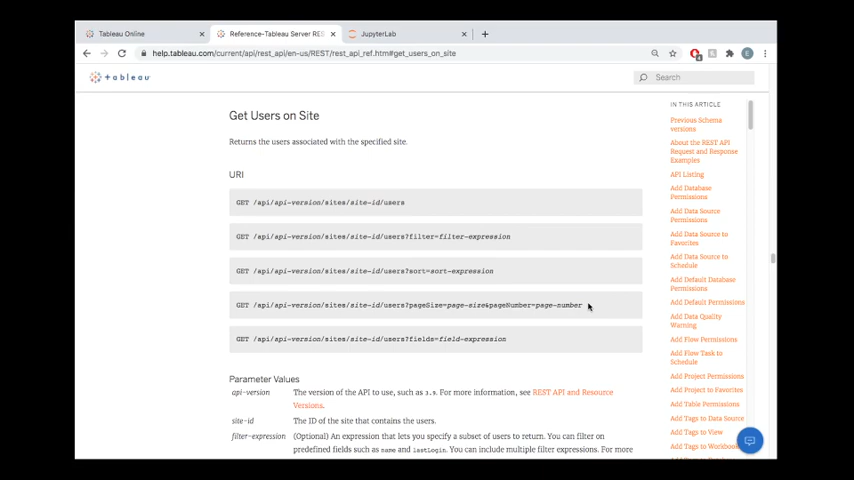 Tableau Online
Reference-Tableau Server RES
JupyterLab
help.tableau.com/current/api/rest_api/en-us/REST/rest_api_ref.htm#get_users_on_site
4
E
+ a b l e a u
Search
Get Users on Site
Returns the users associated with the specified site.
URI
GET /api/api-version/sites/site-id/users
GET /api/api-version/sites/site-id/users?filter=filter-expression
GET /api/api-version/sites/site-id/users?sort=sort-expression
GET /api/api-version/sites/site-id/users?pageSize=page-size&pageNumber=page-number
GET /api/api-version/sites/site-id/users?fields=field-expression
Parameter Values
api-version The version of the API to use, such as 3.9. For more information, see REST API and Resource
Versions.
site-id The ID of the site that contains the users.
filter-expression (Optional) An expression that lets you specify a subset of users to return. You can filter on
predefined fields such as name and lastLogin. You can include multiple filter expressions. For more
IN THIS ARTICLE
Previous Schema
versions
About the REST API
Request and Response
Examples
API Listing
Add Database
Permissions
Add Data Source
Permissions
Add Data Source to
Favorites
Add Data Source to
Schedule
Add Default Database
Permissions
Add Default Permissions
Add Data Quality
Warning
Add Flow Permissions
Add Flow Task to
Schedule
Add Project Permissions
Add Project to Favorites
Add Table Permissions
Add Tags to Data Source
Add Tags to View
Add Tags to Workbook